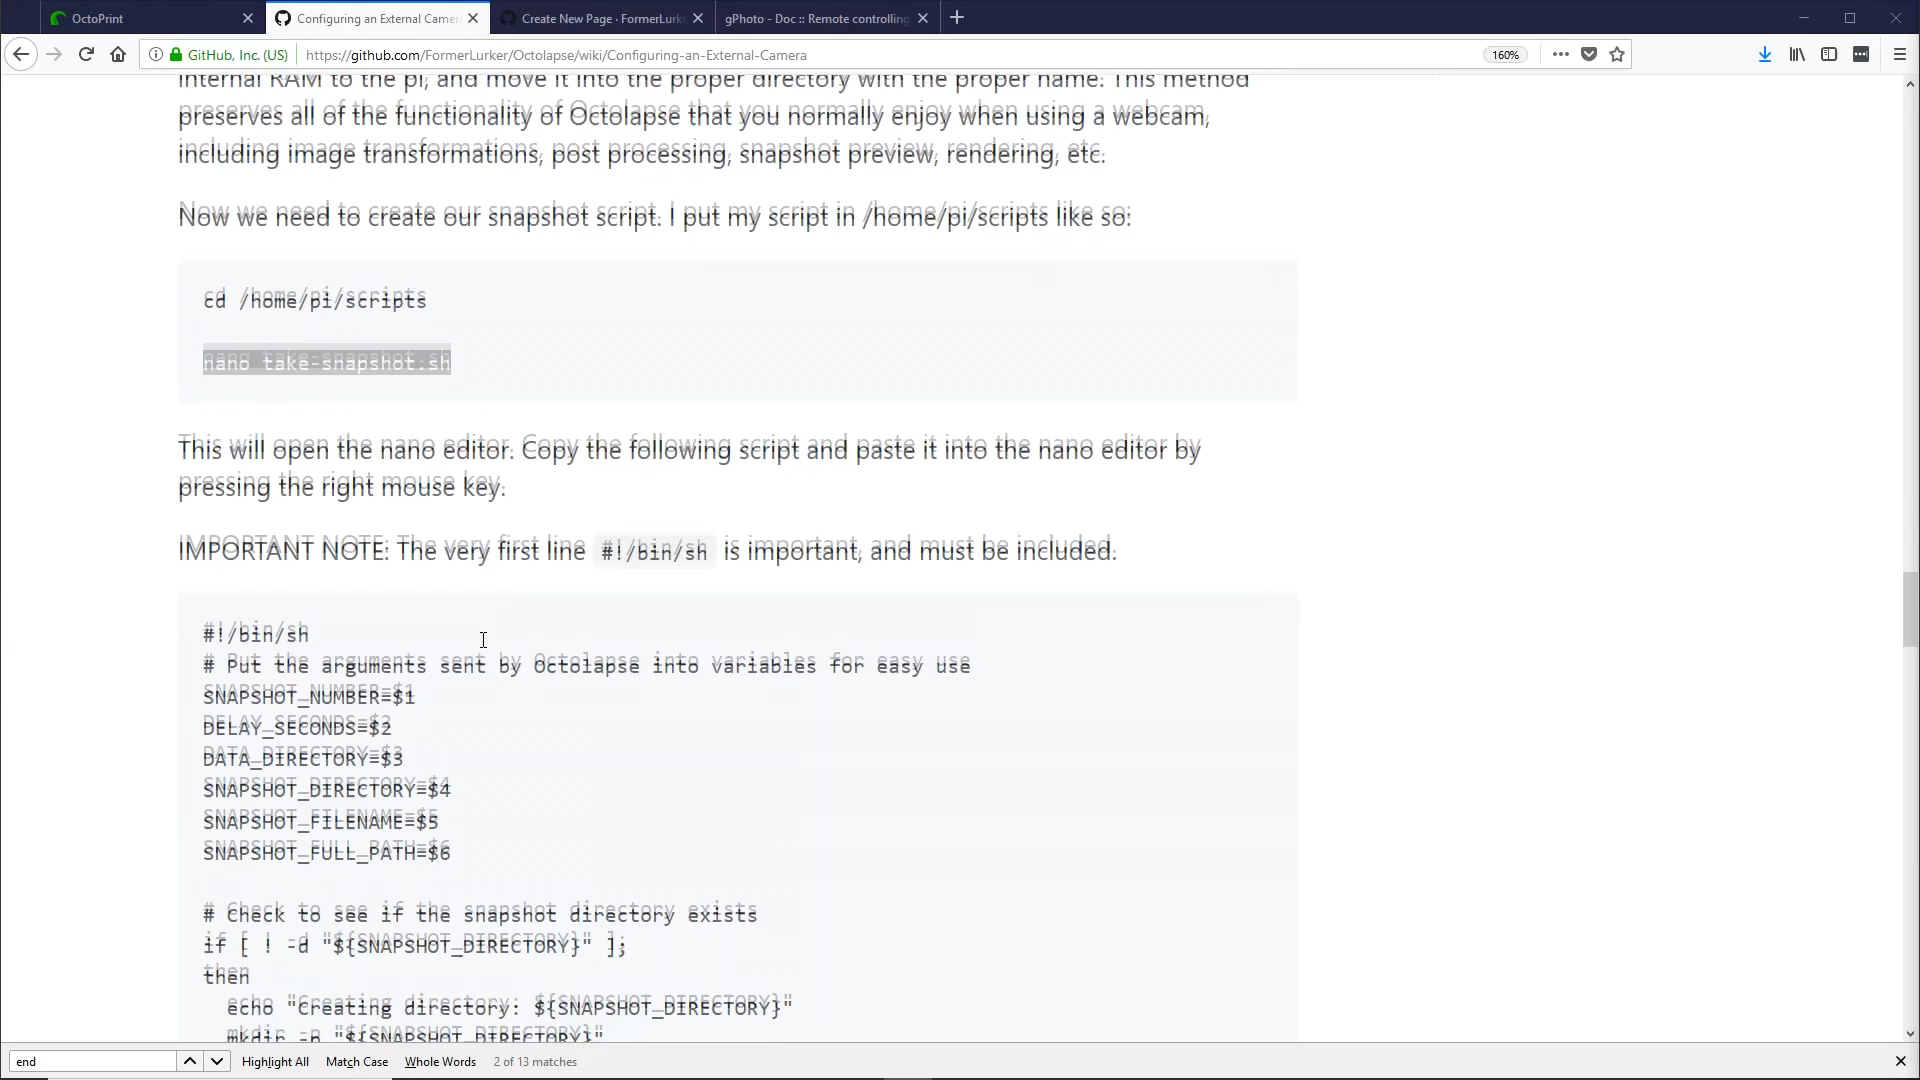 OctoPrint
Configuring an External Camer
Create New Page · FormerLurk
gPhoto - Doc :: Remote controlling
GitHub, Inc. (US)
https://github.com/FormerLurker/Octolapse/wiki/Configuring-an-External-Camera
160%
internal RAM to the pi, and move it into the proper directory with the proper name. This method
preserves all of the functionality of Octolapse that you normally enjoy when using a webcam,
including image transformations, post processing, snapshot preview, rendering, etc.
Now we need to create our snapshot script. I put my script in /home/pi/scripts like so:
cd /home/pi/scripts
nano take-snapshot.sh
This will open the nano editor. Copy the following script and paste it into the nano editor by
pressing the right mouse key.
IMPORTANT NOTE: The very first line #!/bin/sh is important, and must be included.
#!/bin/sh
# Put the arguments sent by Octolapse into variables for easy use
SNAPSHOT_NUMBER=$1
DELAY_SECONDS=$2
DATA_DIRECTORY=$3
SNAPSHOT_DIRECTORY=$4
SNAPSHOT_FILENAME=$5
SNAPSHOT_FULL_PATH=$6
# Check to see if the snapshot directory exists
if [ ! -d "${SNAPSHOT_DIRECTORY}" ];
then
echo "Creating directory: ${SNAPSHOT_DIRECTORY}"
mkdir -p "${SNAPSHOT_DIRECTORY}"
end
Highlight All
Match Case
Whole Words
2 of 13 matches